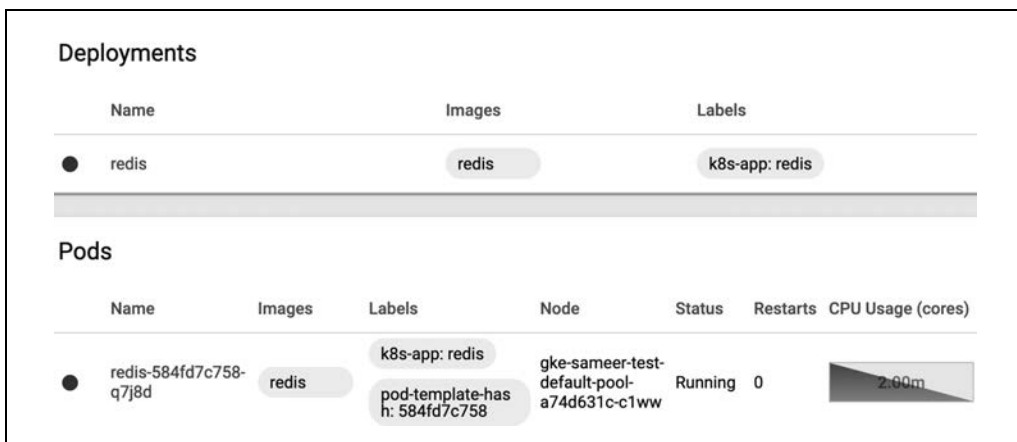 Deployments
Name Images Labels
redis redis k8s-app: redis
Pods
Name Images Labels Node Status Restarts CPU Usage (cores)
redis-584fd7c758-
q7j8d
redis
k8s-app: redis
pod-template-has
h: 584fd7c758
gke-sameer-test-
default-pool-
a74d631c-c1ww
Running 0 2.00m